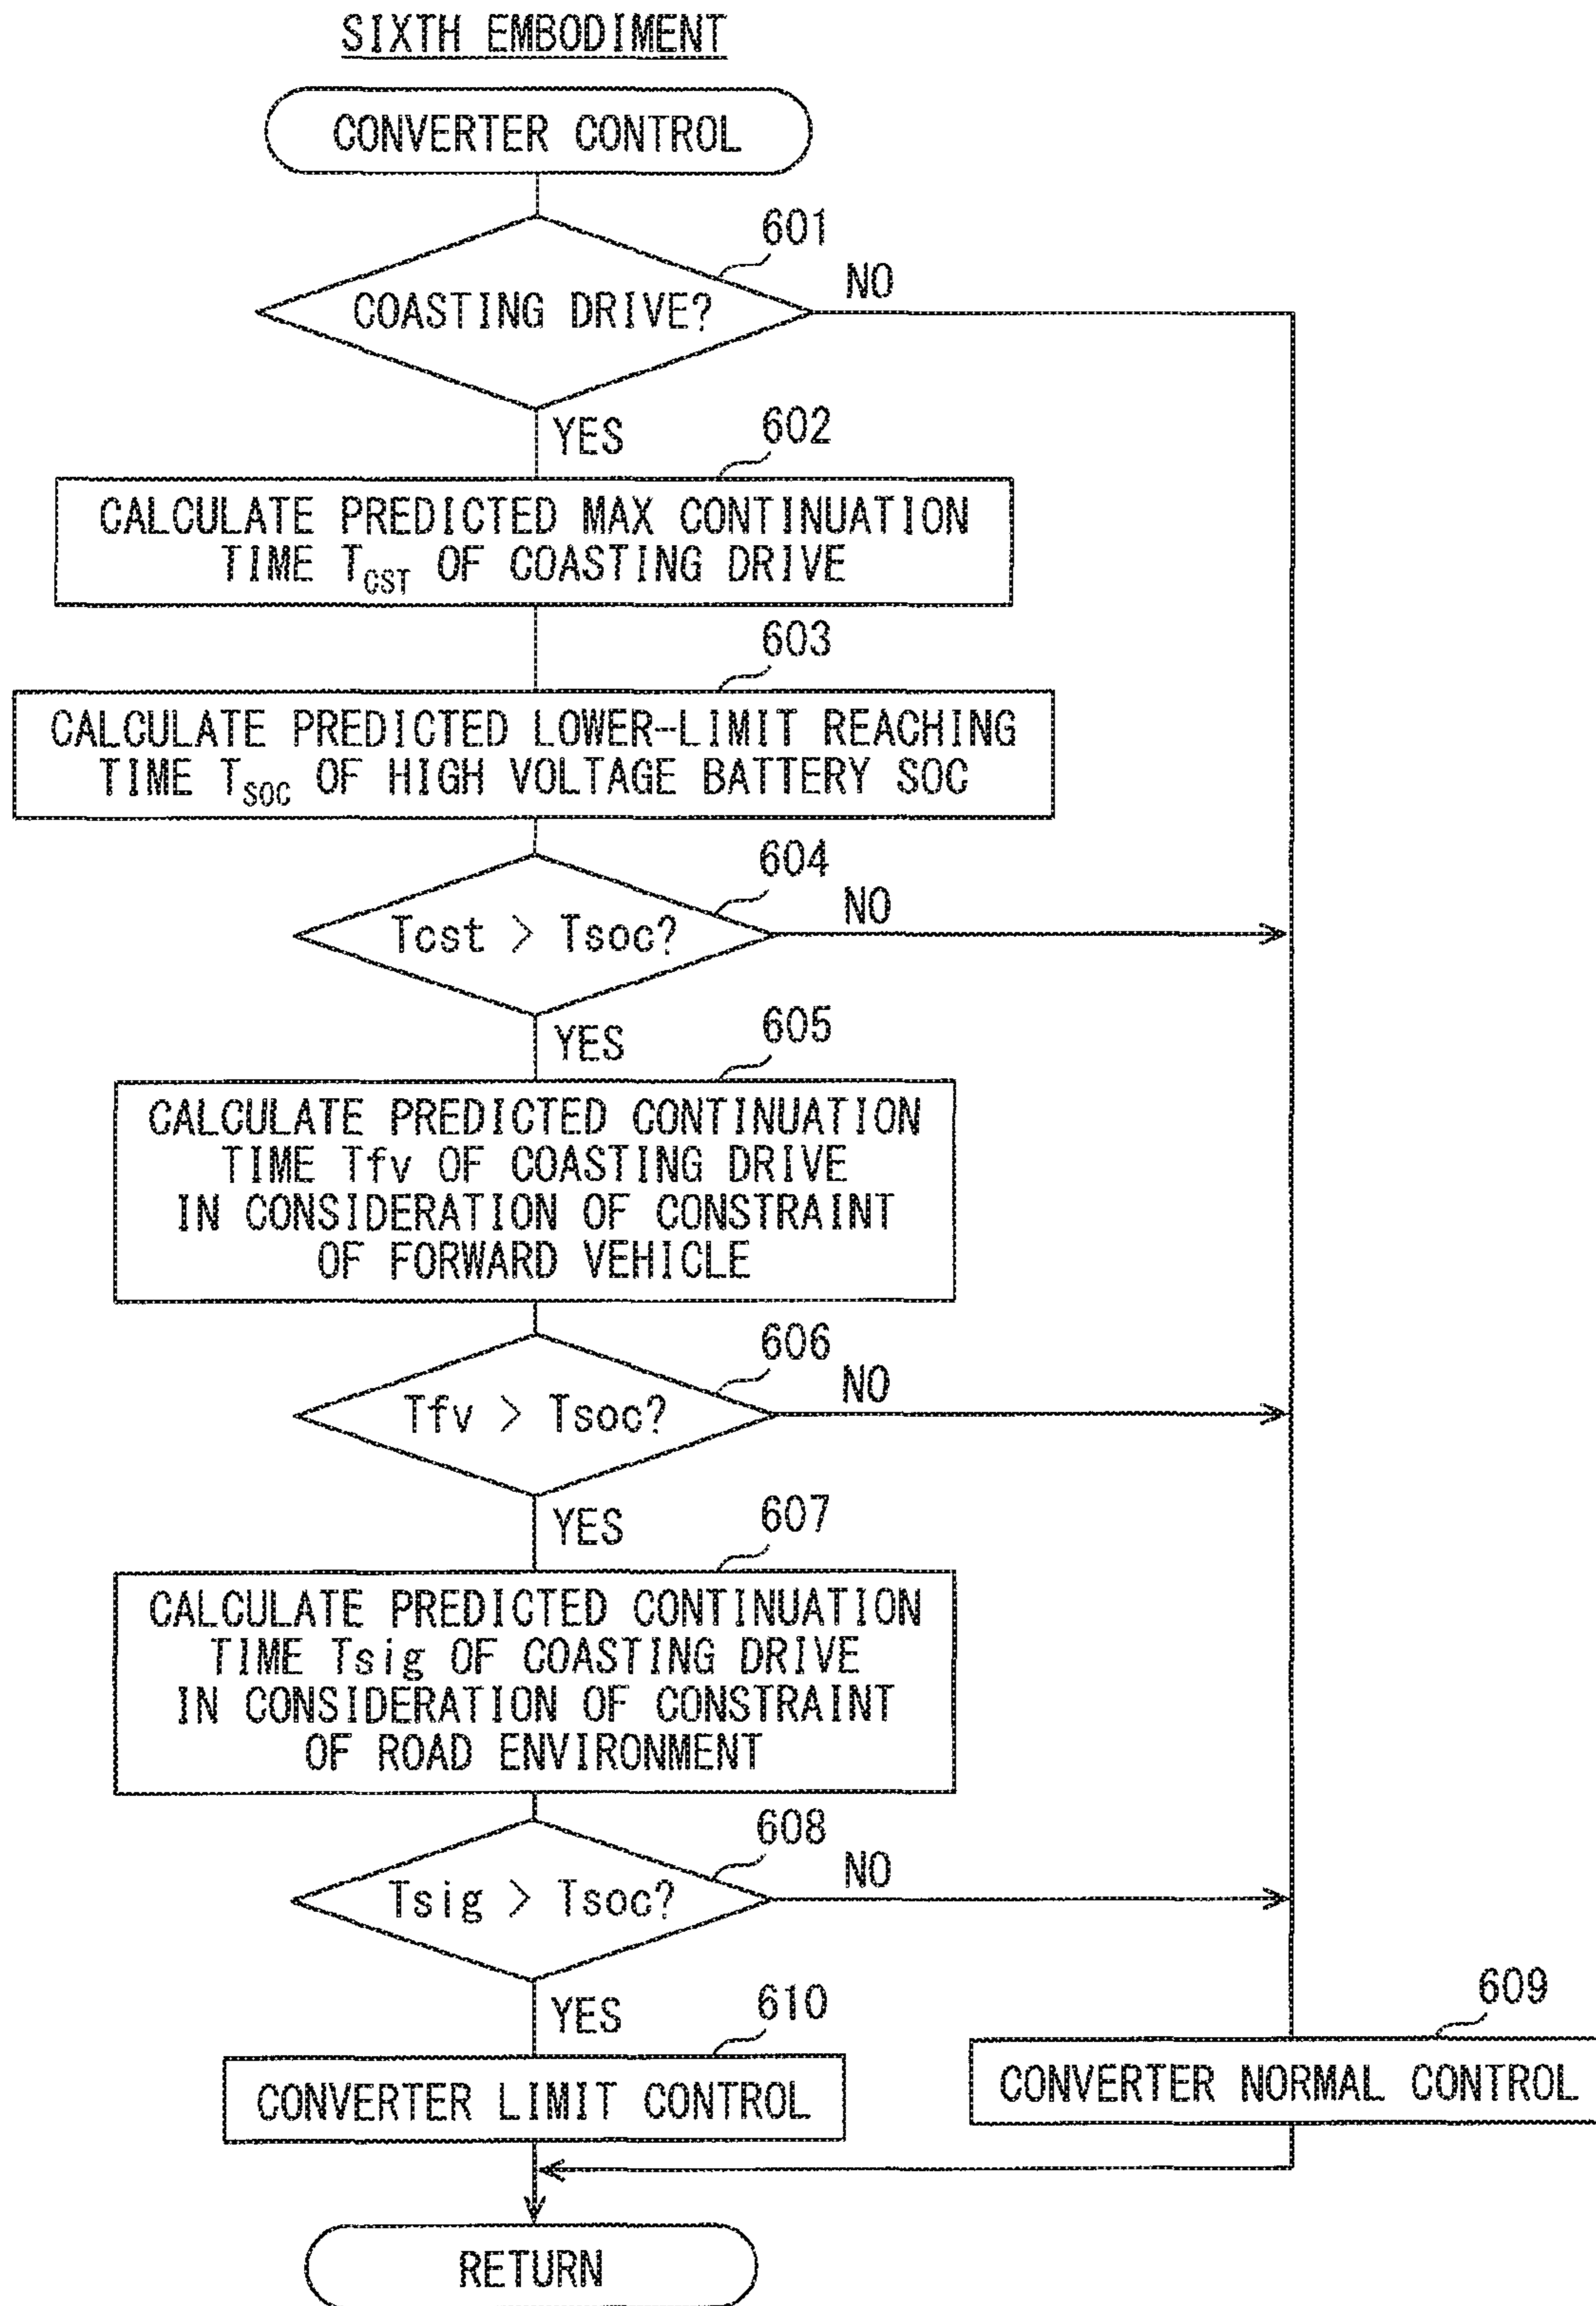 SIXTH EMBODIMENT
CONVERTER CONTROL
601
COASTING DRIVE?
NO
YES
602
CALCULATE PREDICTED MAX CONTINUATION
TIME TCST OF COASTING DRIVE
603
CALCULATE PREDICTED LOWER-LIMIT REACHING
TIME TSOC OF HIGH VOLTAGE BATTERY SOC
604
Tcst > Tsoc?
NO
YES
605
CALCULATE PREDICTED CONTINUATION
TIME Tfv OF COASTING DRIVE
IN CONSIDERATION OF CONSTRAINT
OF FORWARD VEHICLE
606
Tfv > Tsoc?
NO
YES
607
CALCULATE PREDICTED CONTINUATION
TIME Tsig OF COASTING DRIVE
IN CONSIDERATION OF CONSTRAINT
OF ROAD ENVIRONMENT
608
Tsig > Tsoc?
NO
YES
610
CONVERTER LIMIT CONTROL
609
CONVERTER NORMAL CONTROL
RETURN